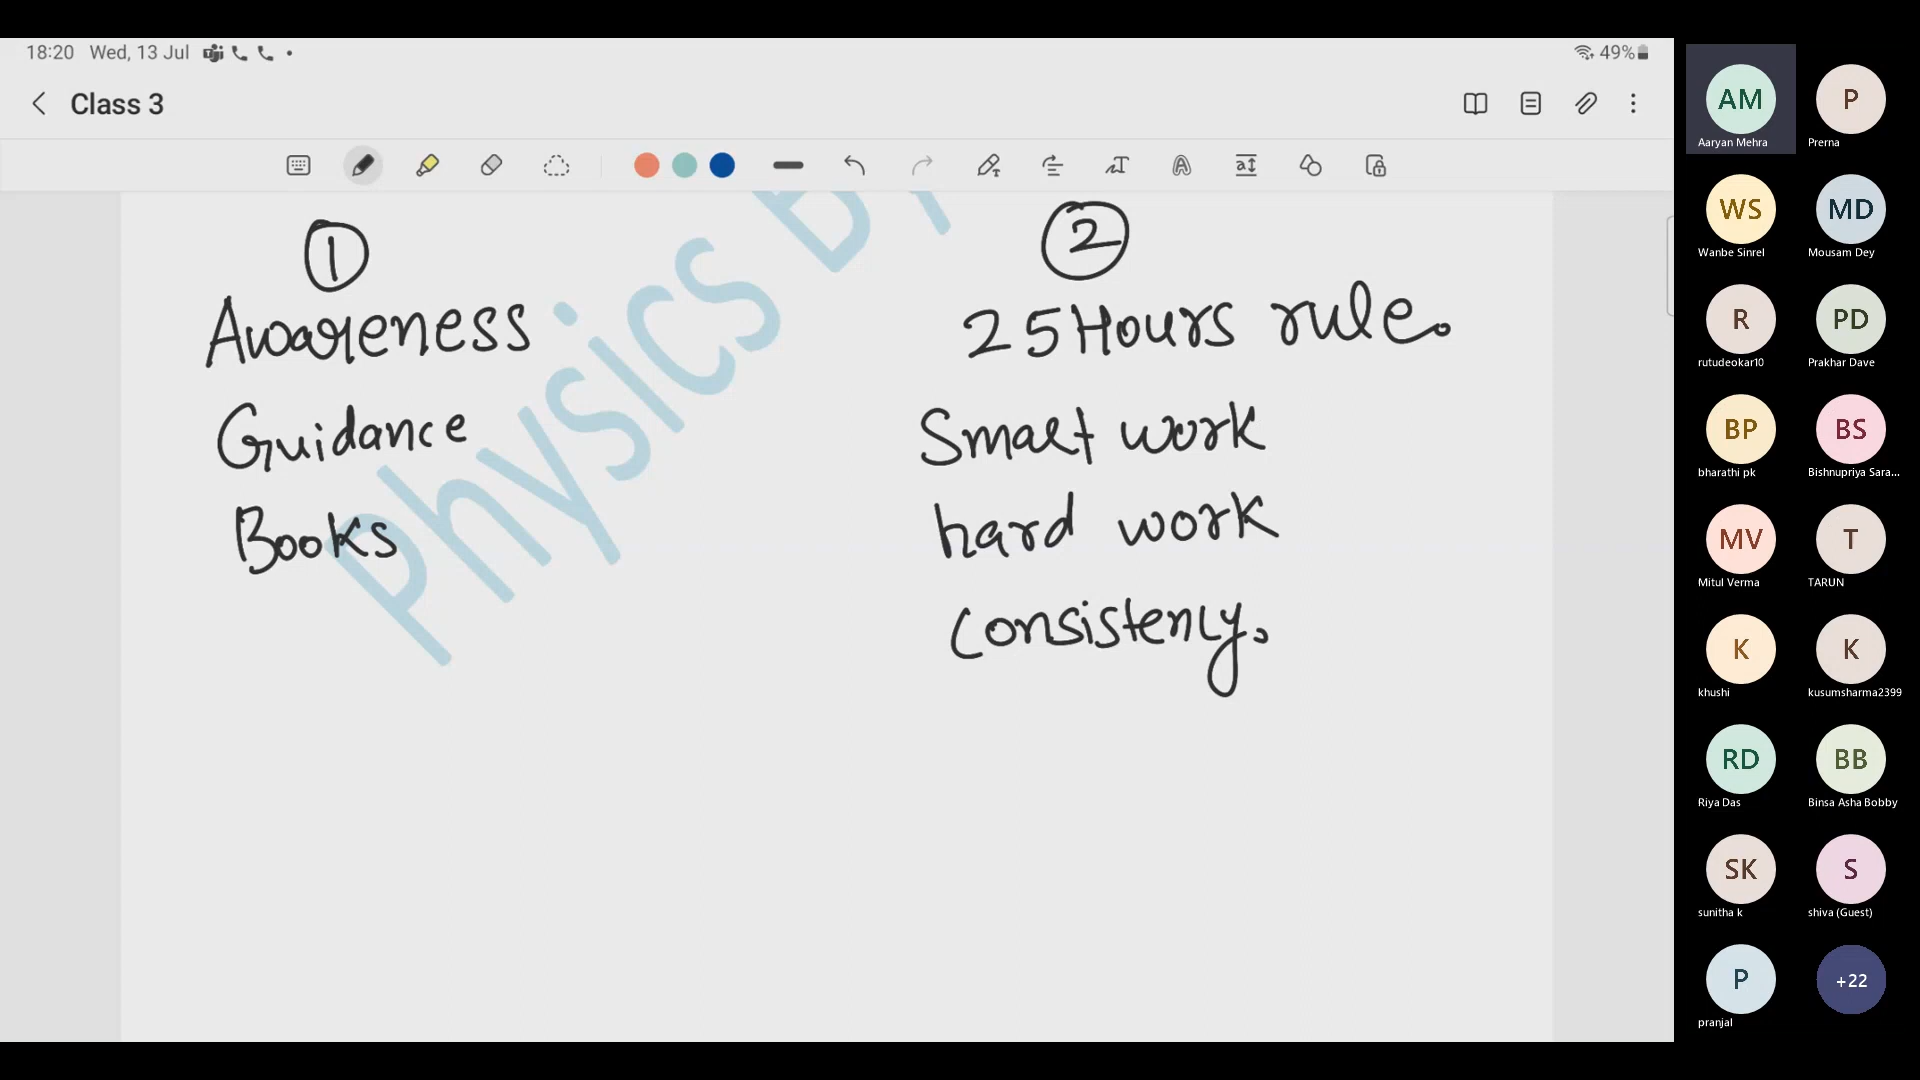 18:20 Wed, 13 Jul
49%
Class 3
Physics By
①
Awareness
Guidance
Books
②
25 Hours rule.
Smart work
hard work
consistency.
AM
Aaryan Mehra
P
Prerna
WS
Wanbe Sinrel
MD
Mousam Dey
R
rutudeokar10
PD
Prakhar Dave
BP
bharathi pk
BS
Bishnupriya Sara...
MV
Mitul Verma
T
TARUN
K
khushi
K
kusumsharma2399
RD
Riya Das
BB
Binsa Asha Bobby
SK
sunitha k
S
shiva (Guest)
P
pranjal
+22